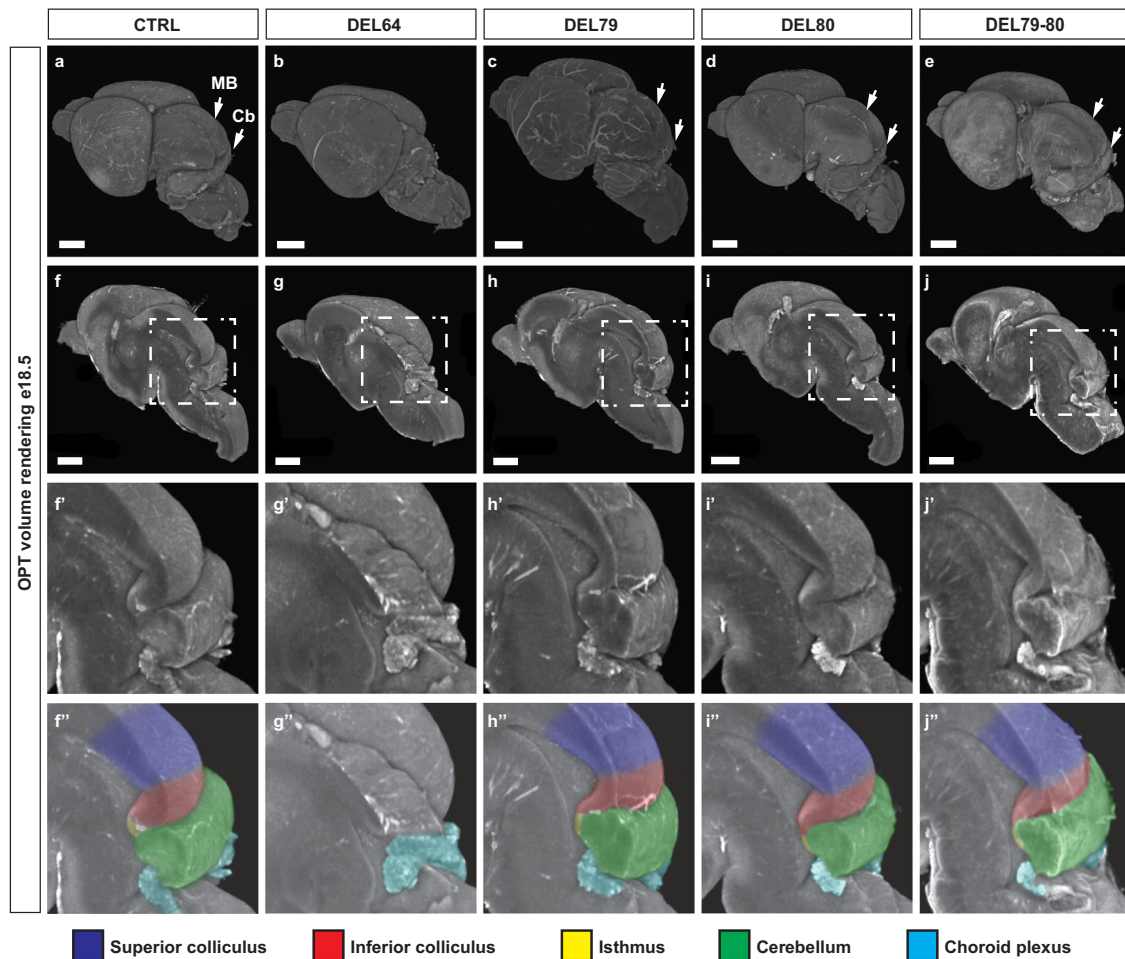 CTRL
DEL64
DEL79
DEL80
DEL79-80
OPT volume rendering e18.5
a
MB
Cb
b
c
d
e
f
g
h
i
j
f’
g’
h’
i’
j’
f’’
g’’
h’’
i’’
j’’
Superior colliculus
Inferior colliculus
Isthmus
Cerebellum
Choroid plexus